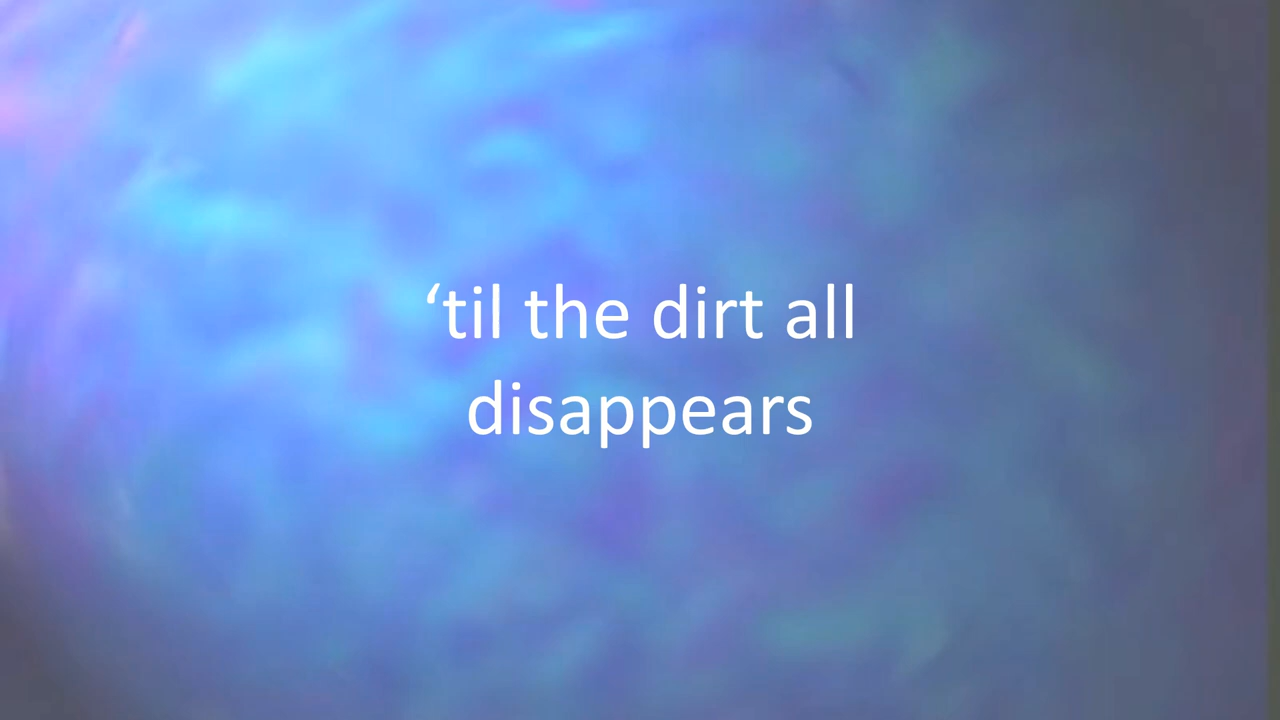 ‘til the dirt all
disappears